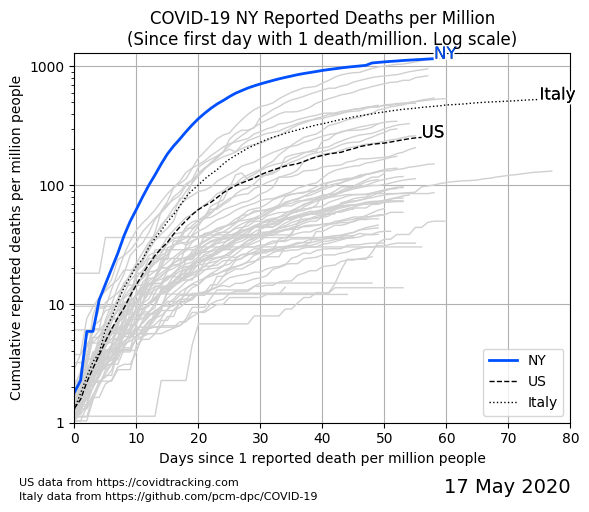 COVID-19 NY Reported Deaths per Million
(Since first day with 1 death/million. Log scale)
Cumulative reported deaths per million people
1000
100
10
1
NY
Italy
US
NY
US
Italy
0 10 20 30 40 50 60 70 80
Days since 1 reported death per million people
US data from https://covidtracking.com
Italy data from https://github.com/pcm-dpc/COVID-19
17 May 2020